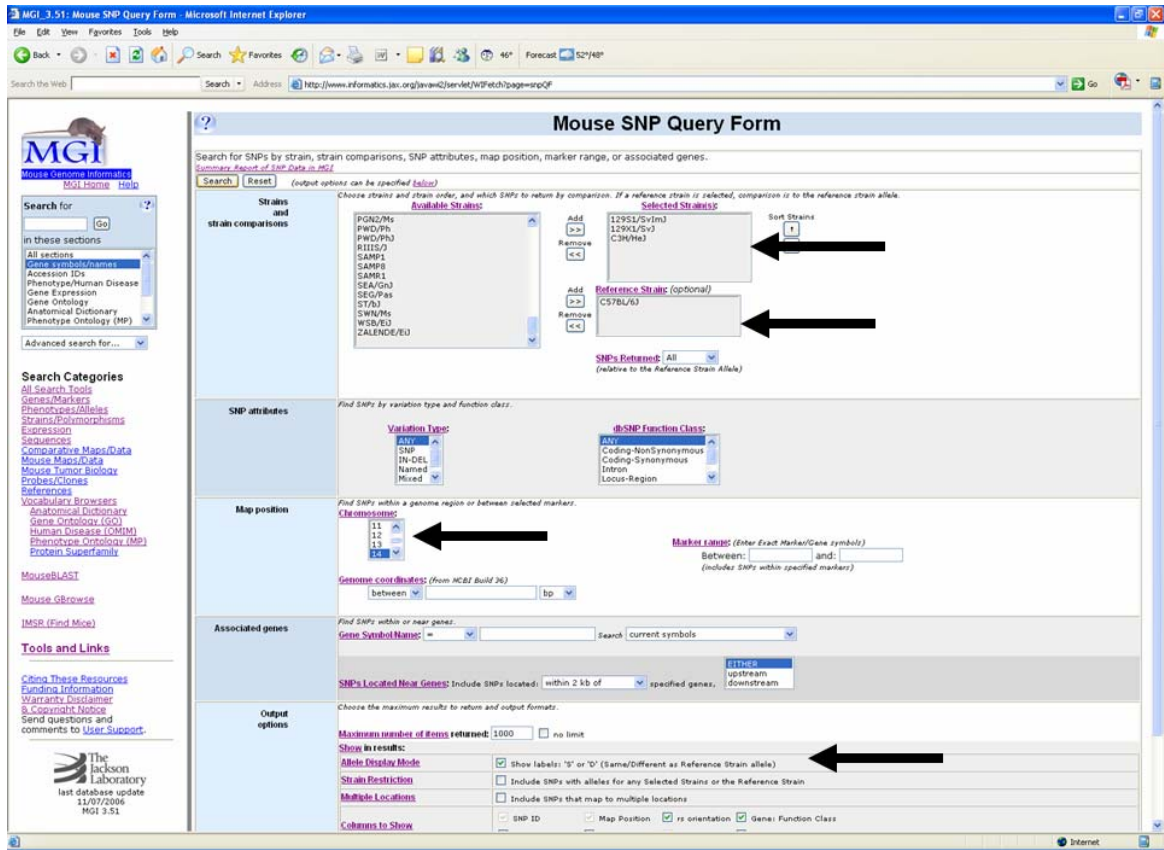 MGI_3.51: Mouse SNP Query Form - Microsoft Internet Explorer
File Edit View Favorites Tools Help
Back Search Favorites 46° Forecast 52°/48°
Search the Web Search Address http://www.informatics.jax.org/javawi2/servlet/WIFetch?page=snpQF Go
MGI
Mouse Genome Informatics
MGI Home Help
Search for
Go
in these sections
All sections
Gene symbols/names
Accession IDs
Phenotype/Human Disease
Gene Expression
Gene Ontology
Anatomical Dictionary
Phenotype Ontology (MP)
Advanced search for...
Search Categories
All Search Tools
Genes/Markers
Phenotypes/Alleles
Strains/Polymorphisms
Expression
Sequences
Comparative Maps/Data
Mouse Maps/Data
Mouse Tumor Biology
Probes/Clones
References
Vocabulary Browsers
Anatomical Dictionary
Gene Ontology (GO)
Human Disease (OMIM)
Phenotype Ontology (MP)
Protein Superfamily
MouseBLAST
Mouse GBrowse
IMSR (Find Mice)
Tools and Links
Citing These Resources
Funding Information
Warranty Disclaimer
& Copyright Notice
Send questions and
comments to User Support.
The
Jackson
Laboratory
last database update
11/07/2006
MGI 3.51
? Mouse SNP Query Form
Search for SNPs by strain, strain comparisons, SNP attributes, map position, marker range, or associated genes.
Summary Report of SNP Data in MGI
Search Reset (output options can be specified below)
Strains
and
strain comparisons
Choose strains and strain order, and which SNPs to return by comparison. If a reference strain is selected, comparison is to the reference strain allele.
Available Strains:
PGN2/Ms
PWD/Ph
PWD/PhJ
RIIIS/J
SAMP1
SAMP8
SAMR1
SEA/GnJ
SEG/Pas
ST/bJ
SWN/Ms
WSB/EiJ
ZALENDE/EiJ
Add
>>
Remove
<<
Selected Strain(s):
129S1/SvImJ
129X1/SvJ
C3H/HeJ
Sort Strains
Add
>>
Remove
<<
Reference Strain: (optional)
C57BL/6J
SNPs Returned: All
(relative to the Reference Strain Allele)
SNP attributes
Find SNPs by variation type and function class.
Variation Type:
ANY
SNP
IN-DEL
Named
Mixed
dbSNP Function Class:
ANY
Coding-NonSynonymous
Coding-Synonymous
Intron
Locus-Region
Map position
Find SNPs within a genome region or between selected markers.
Chromosome:
11
12
13
14
Marker range: (Enter Exact Marker/Gene symbols)
Between: and:
(includes SNPs within specified markers)
Genome coordinates: (from NCBI Build 36)
between bp
Associated genes
Find SNPs within or near genes.
Gene Symbol/Name: = Search current symbols
SNPs Located Near Genes: Include SNPs located: within 2 kb of specified genes,
EITHER
upstream
downstream
Output
options
Choose the maximum results to return and output formats.
Maximum number of items returned: 1000 no limit
Show in results:
Allele Display Mode Show labels: 'S' or 'D' (Same/Different as Reference Strain allele)
Strain Restriction Include SNPs with alleles for any Selected Strains or the Reference Strain
Multiple Locations Include SNPs that map to multiple locations
Columns to Show SNP ID Map Position rs orientation Gene: Function Class
Internet